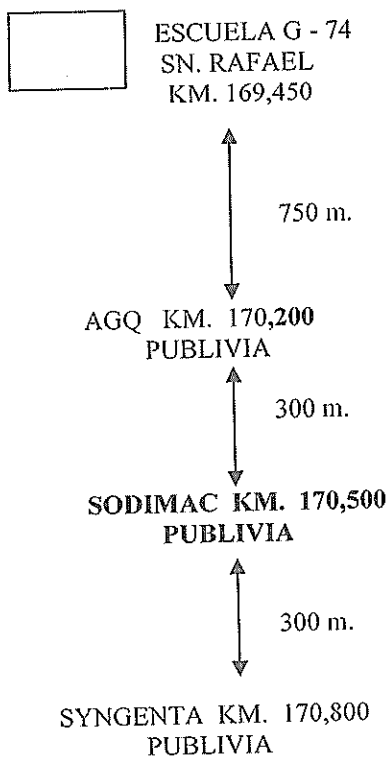 ESCUELA G - 74
SN. RAFAEL
KM. 169,450
750 m.
AGQ KM. 170,200
PUBLIVIA
300 m.
SODIMAC KM. 170,500
PUBLIVIA
300 m.
SYNGENTA KM. 170,800
PUBLIVIA